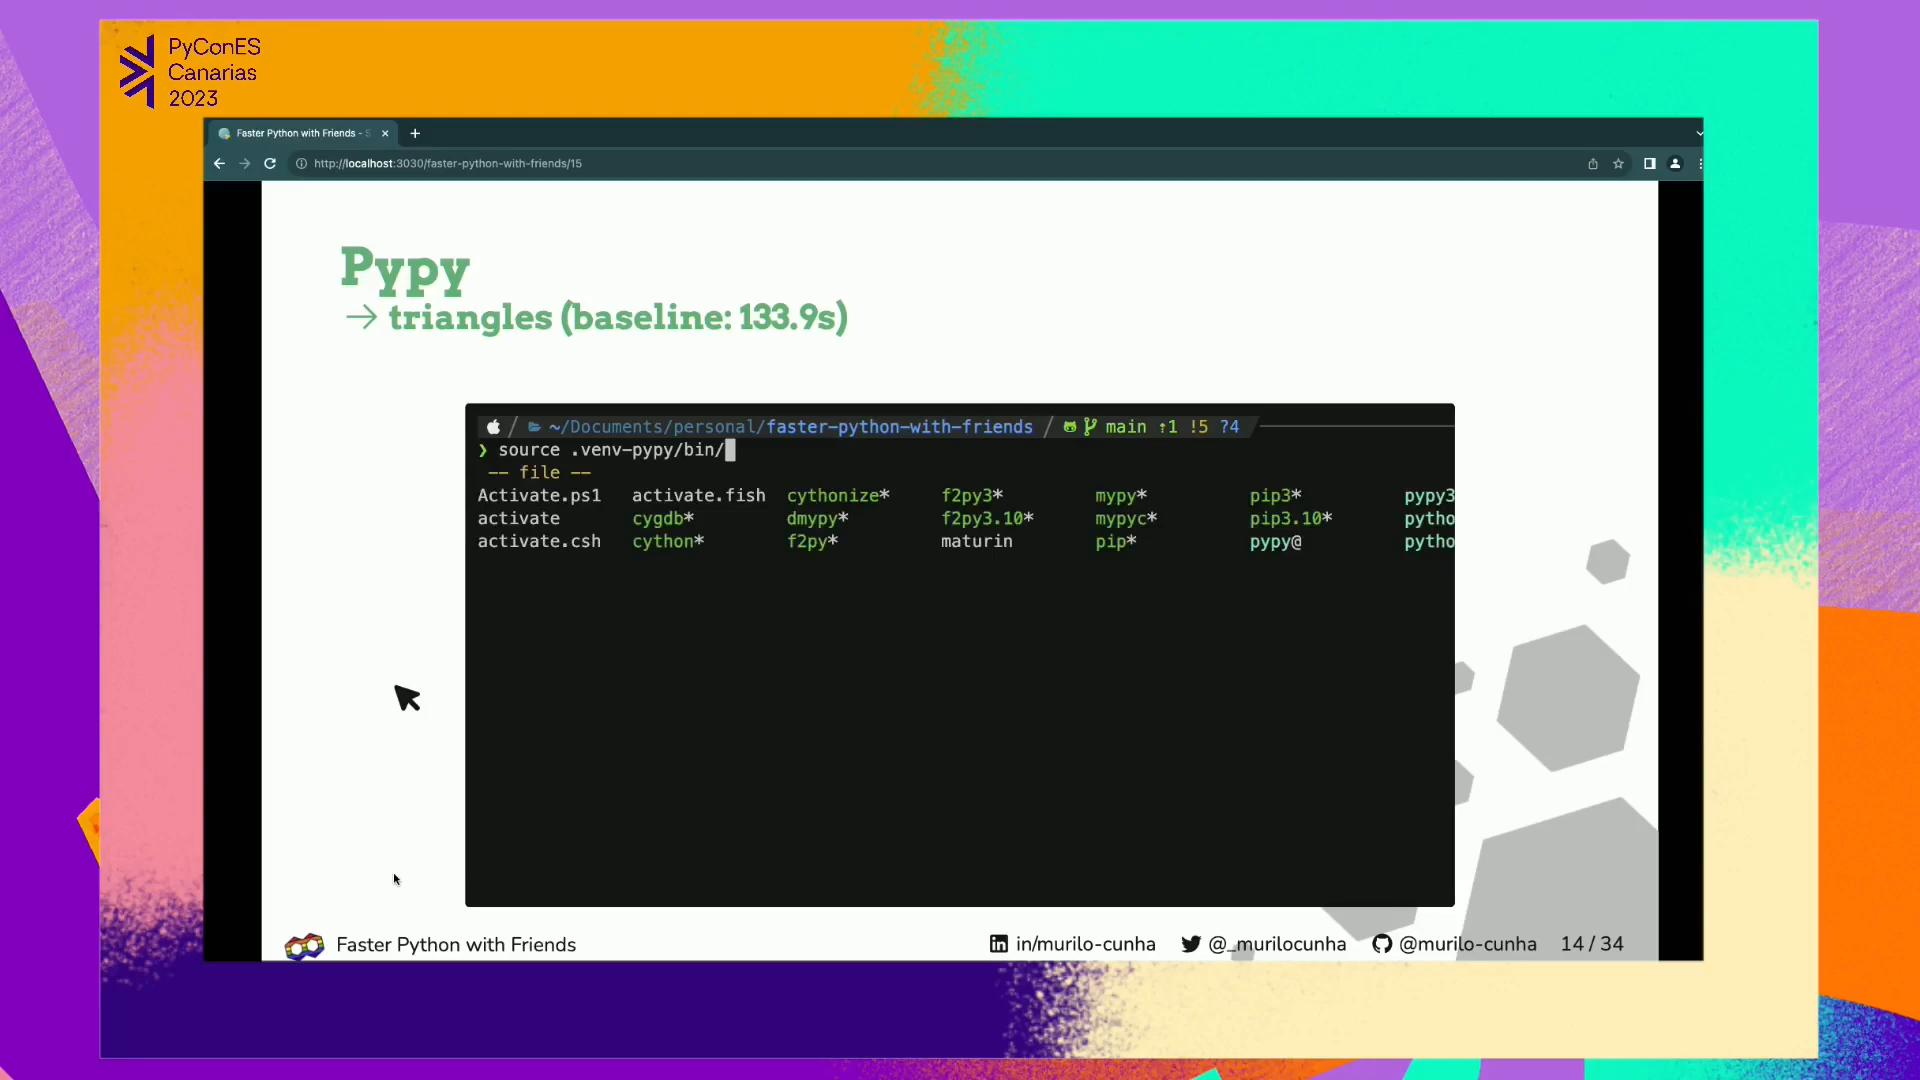 PyConES
Canarias
2023
Faster Python with Friends - S
http://localhost:3030/faster-python-with-friends/15
Pypy
→ triangles (baseline: 133.9s)
~/Documents/personal/faster-python-with-friends / main ⇡1 !5 ?4
❯ source .venv-pypy/bin/
-- file --
Activate.ps1 activate.fish cythonize* f2py3* mypy* pip3* pypy3
activate cygdb* dmypy* f2py3.10* mypyc* pip3.10* pytho
activate.csh cython* f2py* maturin pip* pypy@ pytho
Faster Python with Friends
in/murilo-cunha @_murilocunha @murilo-cunha 14 / 34